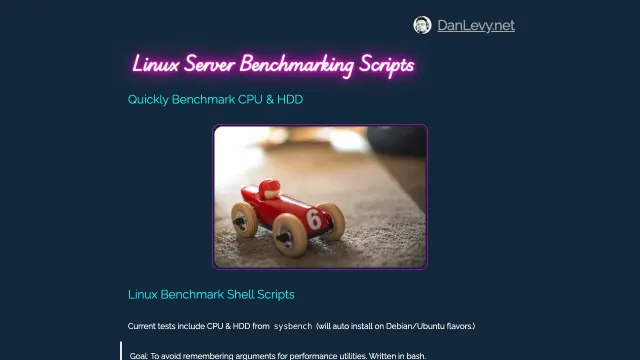 DanLevy.net
Linux Server Benchmarking Scripts
Quickly Benchmark CPU & HDD
6
Linux Benchmark Shell Scripts
Current tests include CPU & HDD from sysbench (will auto install on Debian/Ubuntu flavors.)
Goal: To avoid remembering arguments for performance utilities. Written in bash.